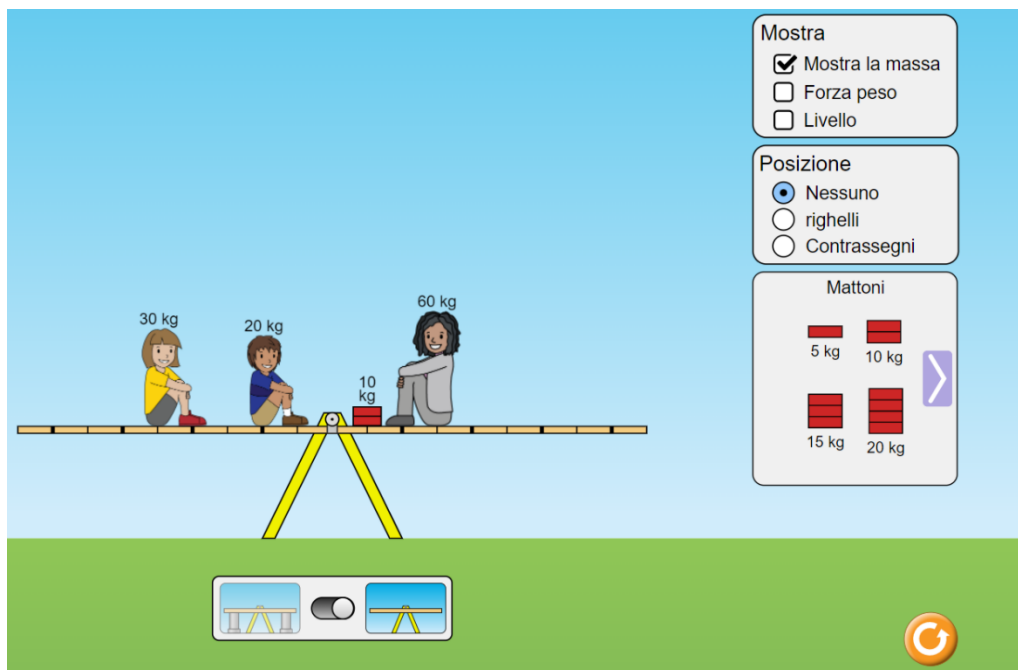 Mostra
Mostra la massa
Forza peso
Livello
Posizione
Nessuno
righelli
Contrassegni
Mattoni
5 kg
10 kg
15 kg
20 kg
30 kg
20 kg
10
kg
60 kg